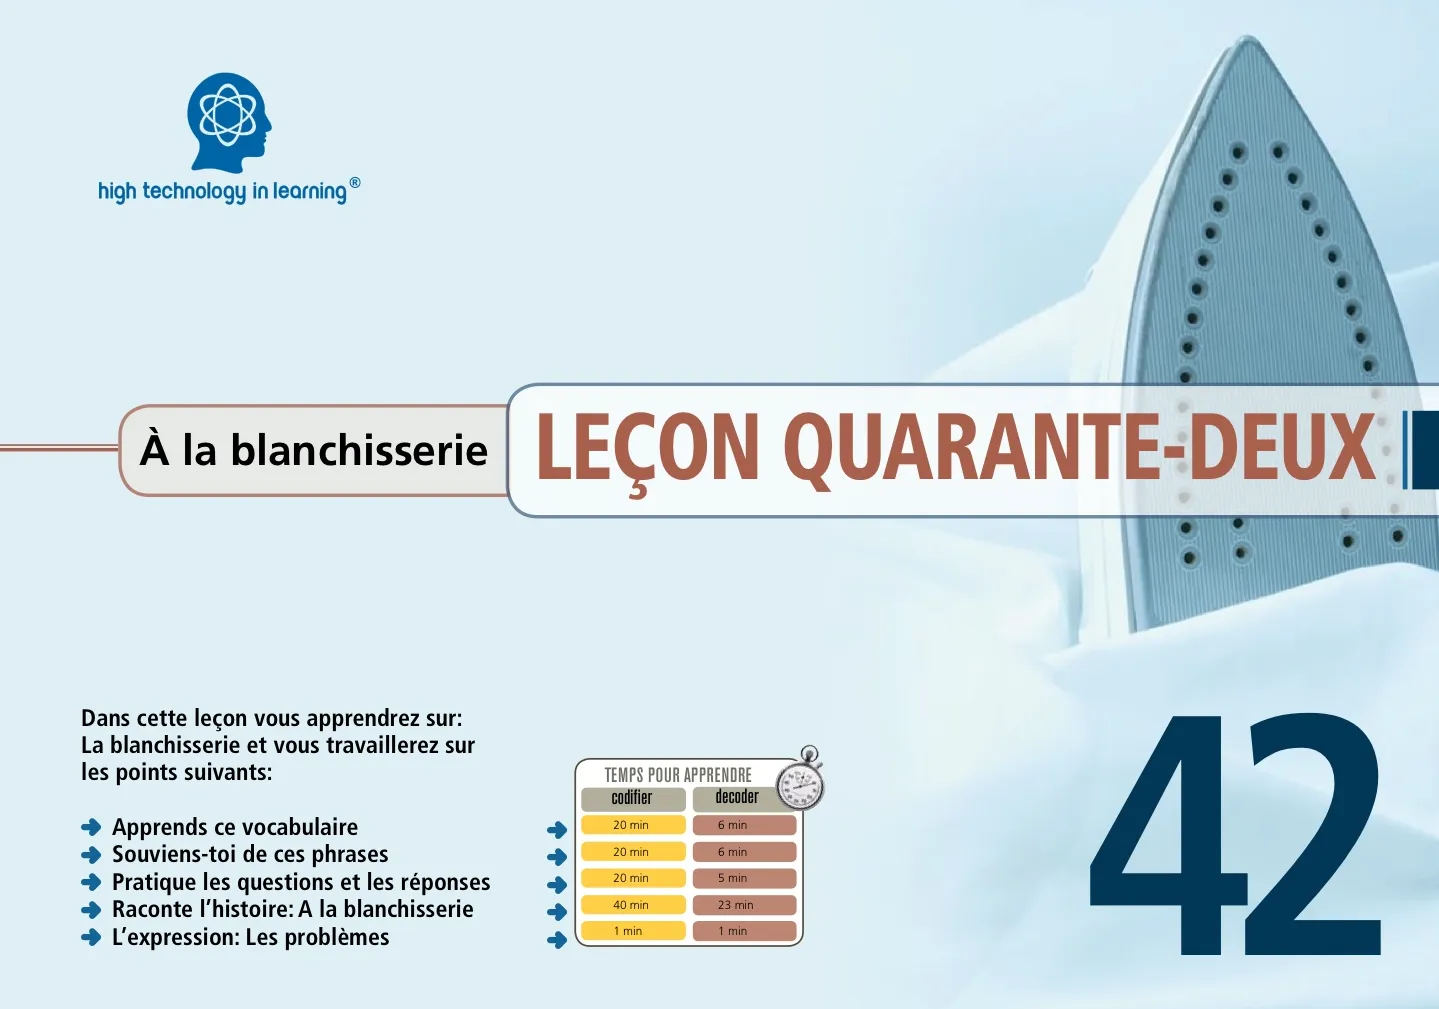 high technology in learning®
À la blanchisserie
LEÇON QUARANTE-DEUX
Dans cette leçon vous apprendrez sur:
La blanchisserie et vous travaillerez sur
les points suivants:
Apprends ce vocabulaire
Souviens-toi de ces phrases
Pratique les questions et les réponses
Raconte l'histoire: A la blanchisserie
L'expression: Les problèmes
TEMPS POUR APPRENDRE
codifier decoder
20 min 6 min
20 min 6 min
20 min 5 min
40 min 23 min
1 min 1 min
42